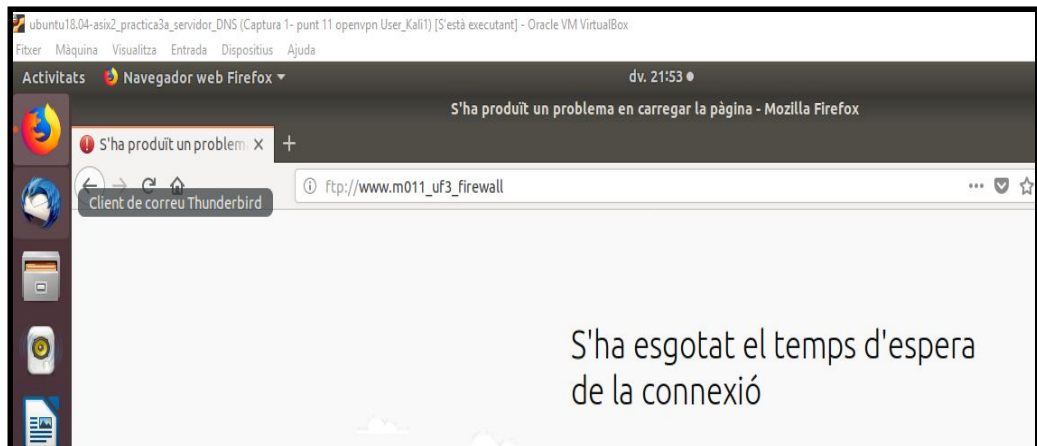 ubuntu18.04-asix2_practica3a_servidor_DNS (Captura 1- punt 11 openvpn User_Kali1) [S'està executant] - Oracle VM VirtualBox
Fitxer Màquina Visualitza Entrada Dispositius Ajuda
Activitats Navegador web Firefox dv. 21:53
S'ha produït un problema en carregar la pàgina - Mozilla Firefox
S'ha produït un problem
ftp://www.m011_uf3_firewall
Client de correu Thunderbird
S'ha esgotat el temps d'espera
de la connexió